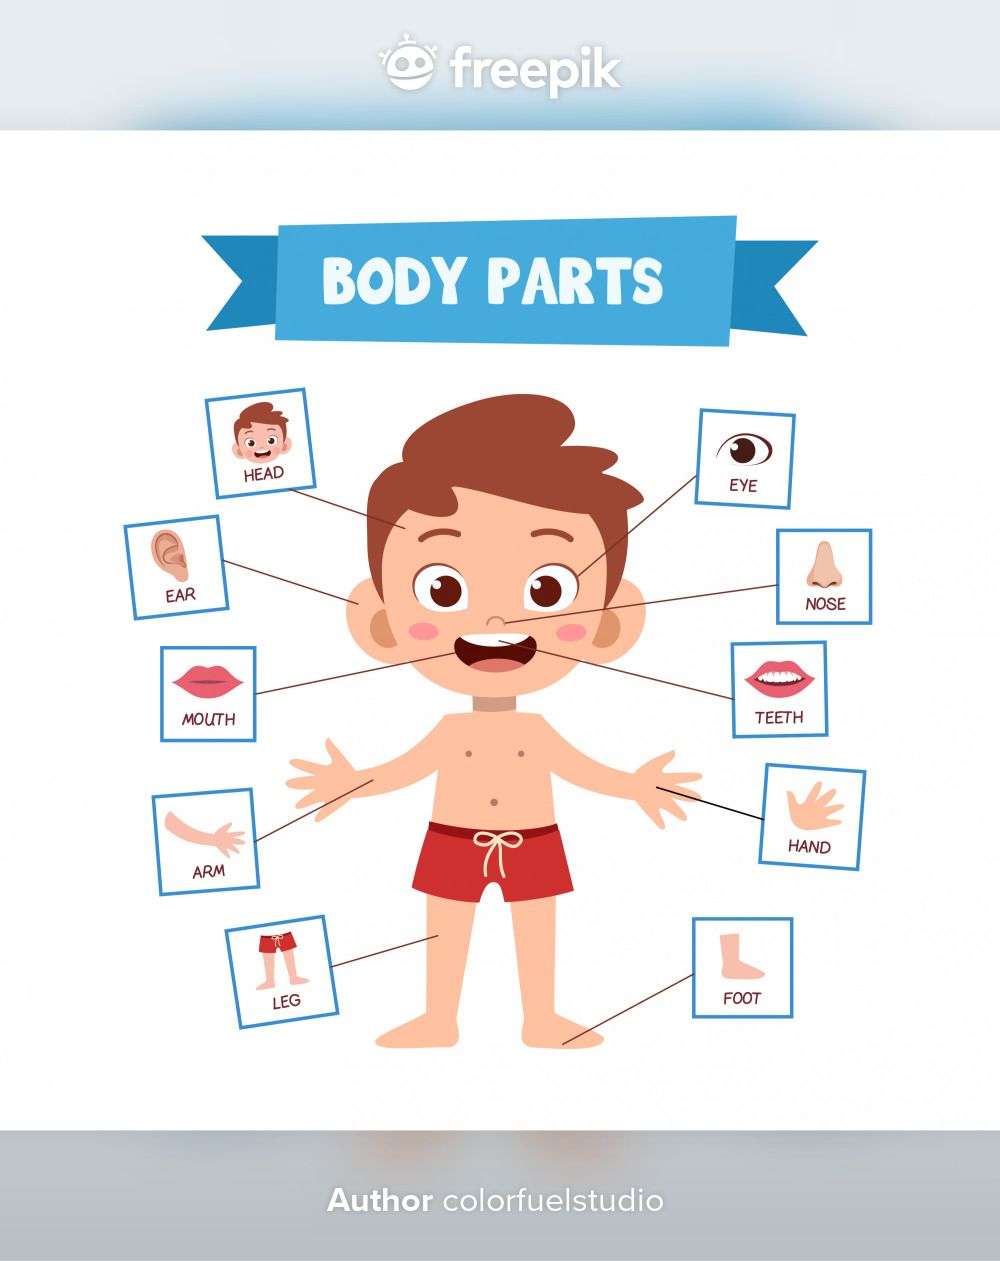 freepik
BODY PARTS
HEAD
EYE
EAR
NOSE
MOUTH
TEETH
ARM
HAND
LEG
FOOT
Author colorfuelstudio